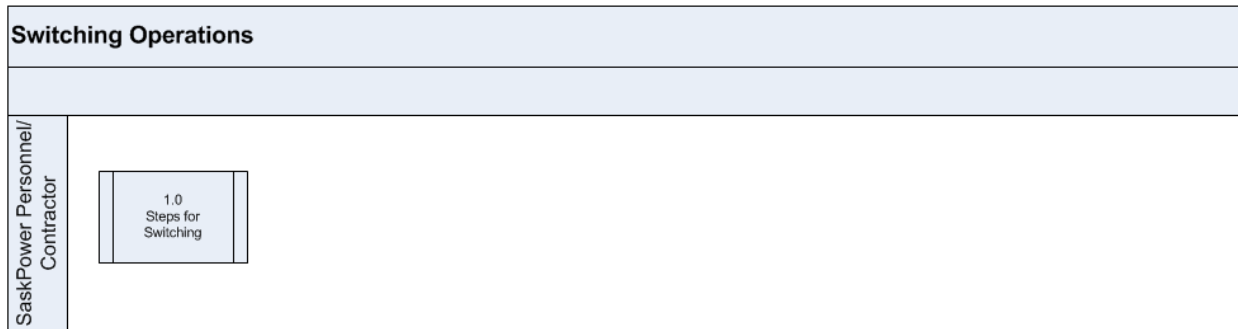 Switching Operations
SaskPower Personnel/
Contractor
1.0
Steps for
Switching